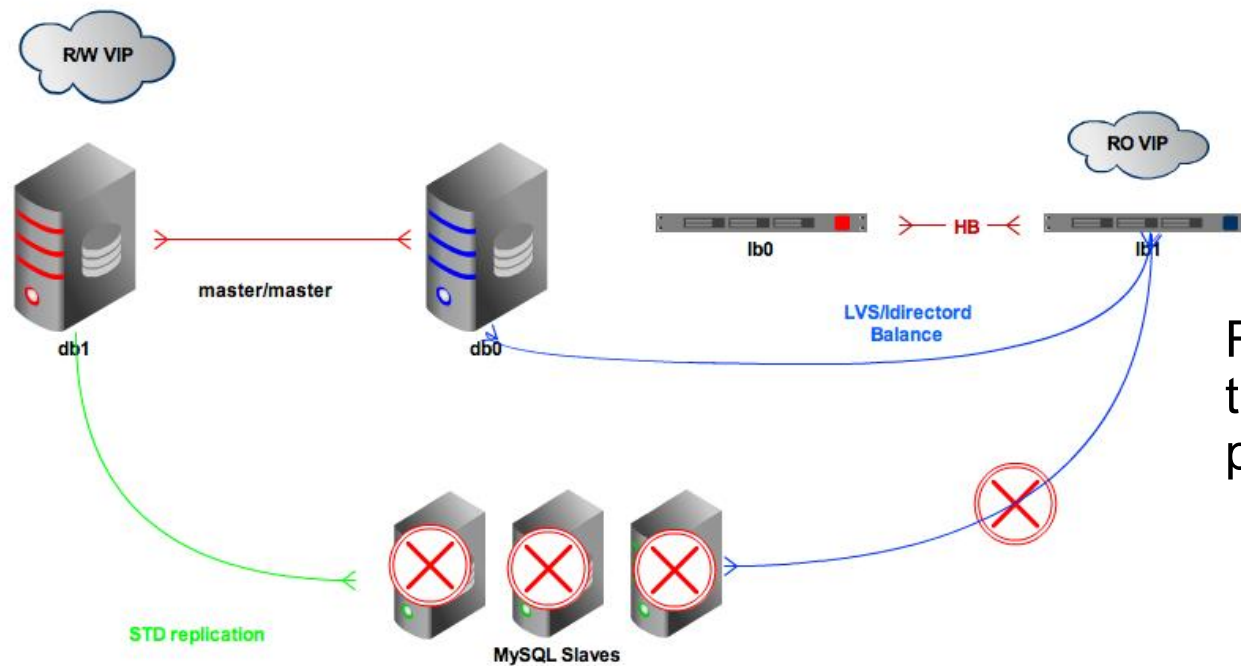 R/W VIP
RO VIP
lb0
HB
lb1
master/master
db1
db0
LVS/ldirectord
Balance
STD replication
MySQL Slaves